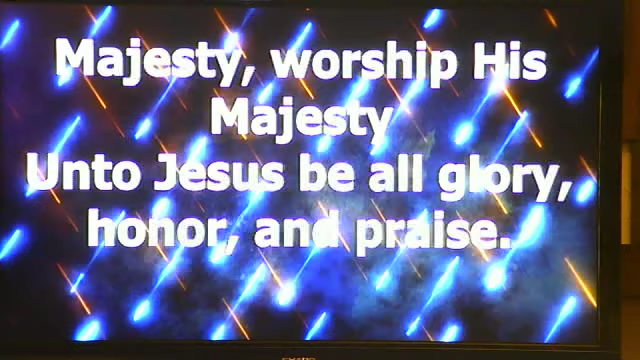 Majesty, worship His
Majesty
Unto Jesus be all glory,
honor, and praise.